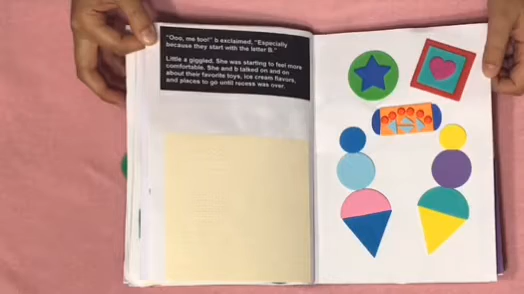 "Ooo, me too!" b exclaimed, "Especially
because they start with the letter B."
Little a giggled. She was starting to feel more
comfortable. She and b talked on and on
about their favorite toys, ice cream flavors,
and places to go until recess was over.